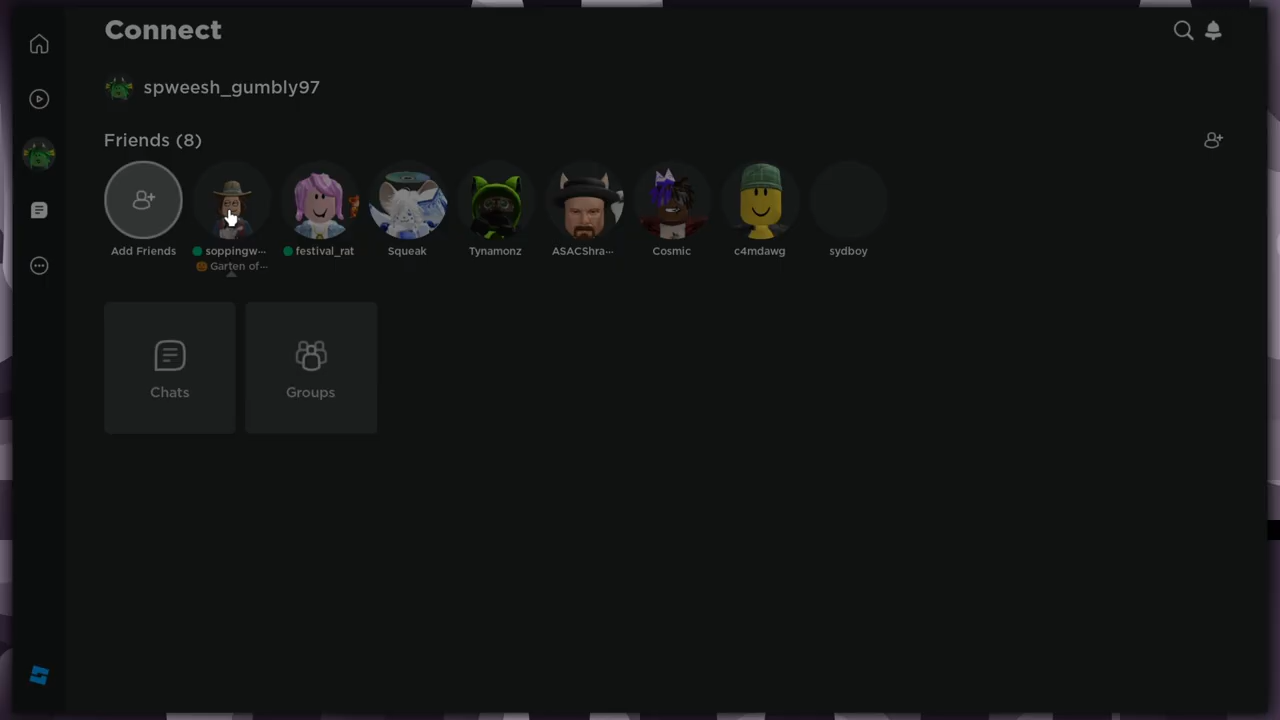 Connect
spweesh_gumbly97
Friends (8)
Add Friends
soppingw...
Garten of...
festival_rat
Squeak
Tynamonz
ASACShra...
Cosmic
c4mdawg
sydboy
Chats
Groups